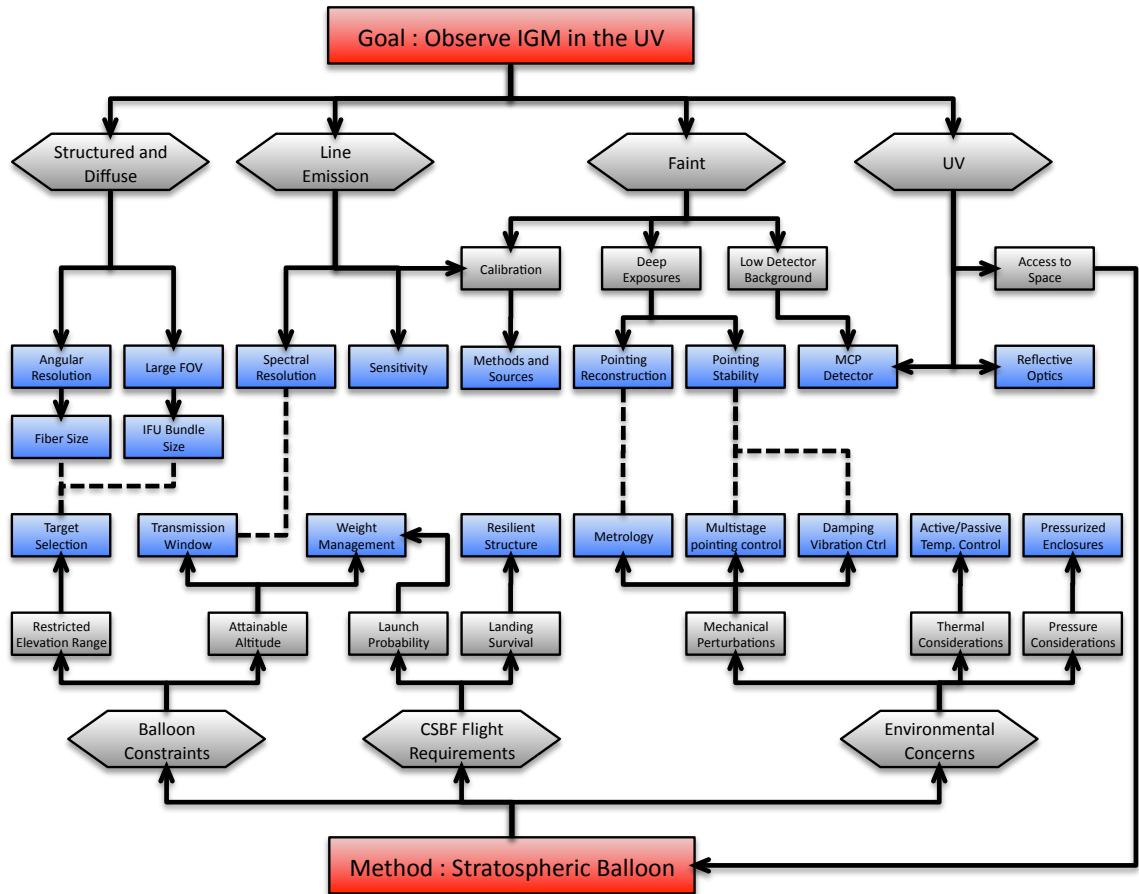 Goal : Observe IGM in the UV
Structured and
Diffuse
Line
Emission
Faint
UV
Calibration
Deep
Exposures
Low Detector
Background
Access to
Space
Angular
Resolution
Large FOV
Spectral
Resolution
Sensitivity
Methods and
Sources
Pointing
Reconstruction
Pointing
Stability
MCP
Detector
Reflective
Optics
Fiber Size
IFU Bundle
Size
Target
Selection
Transmission
Window
Weight
Management
Resilient
Structure
Metrology
Multistage
pointing control
Damping
Vibration Ctrl
Active/Passive
Temp. Control
Pressurized
Enclosures
Restricted
Elevation Range
Attainable
Altitude
Launch
Probability
Landing
Survival
Mechanical
Perturbations
Thermal
Considerations
Pressure
Considerations
Balloon
Constraints
CSBF Flight
Requirements
Environmental
Concerns
Method : Stratospheric Balloon